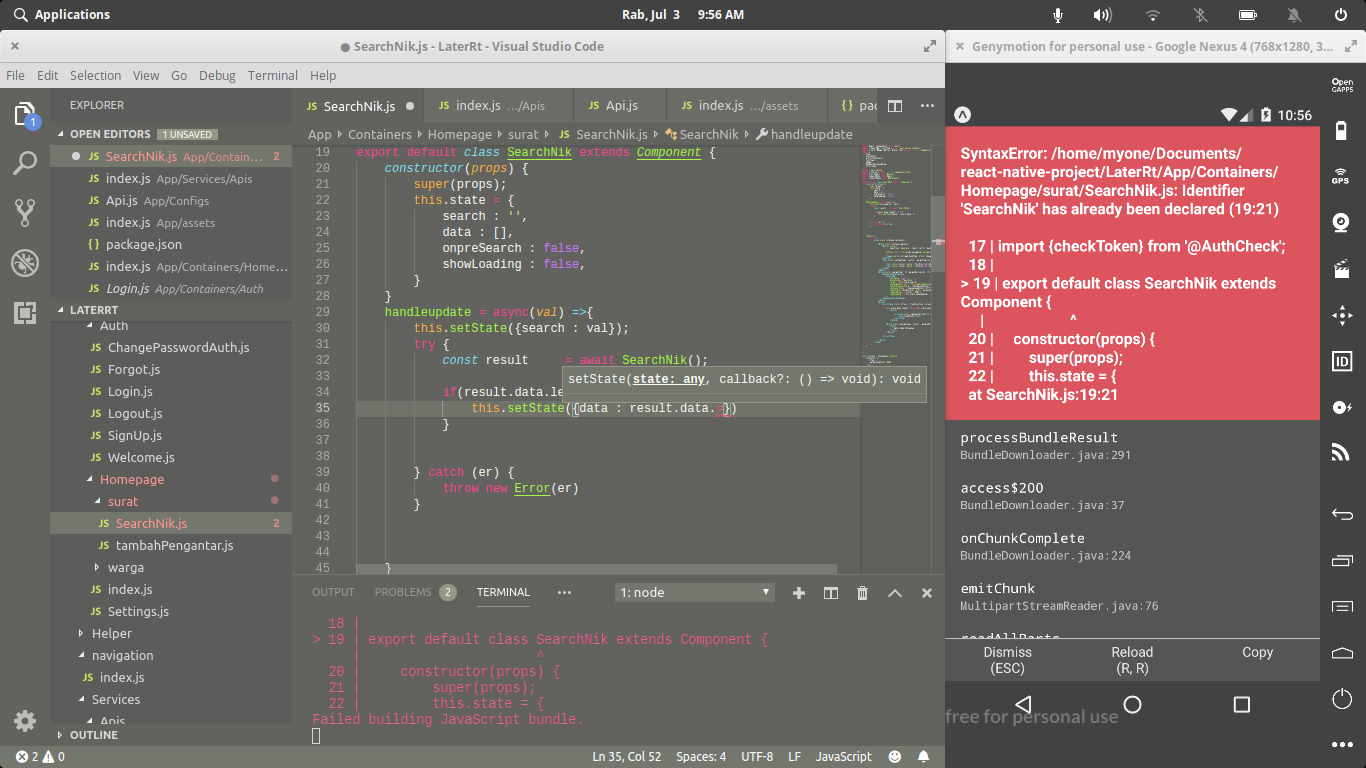 Applications
Rab, Jul 3 9:56 AM
SearchNik.js - LaterRt - Visual Studio Code
File Edit Selection View Go Debug Terminal Help
EXPLORER
1
OPEN EDITORS 1 UNSAVED
JS SearchNik.js App/Contain... 2
JS index.js App/Services/Apis
JS Api.js App/Configs
JS index.js App/assets
{} package.json
JS index.js App/Containers/Home...
JS Login.js App/Containers/Auth
LATERRT
Auth
JS ChangePasswordAuth.js
JS Forgot.js
JS Login.js
JS Logout.js
JS SignUp.js
JS Welcome.js
Homepage
surat
JS SearchNik.js 2
JS tambahPengantar.js
warga
JS index.js
JS Settings.js
Helper
navigation
JS index.js
Services
Apis
OUTLINE
JS SearchNik.js JS index.js .../Apis JS Api.js JS index.js .../assets {} pac
App > Containers > Homepage > surat > JS SearchNik.js > SearchNik > handleupdate
19 export default class SearchNik extends Component {
20 constructor(props) {
21 super(props);
22 this.state = {
23 search : '',
24 data : [],
25 onpreSearch : false,
26 showLoading : false,
27 }
28 }
29 handleupdate = async(val) =>{
30 this.setState({search : val});
31 try {
32 const result = await SearchNik();
33
setState(state: any, callback?: () => void): void
34 if(result.data.le
35 this.setState({data : result.data.=})
36 }
37
38
39 } catch (er) {
40 throw new Error(er)
41 }
42
43
44
45 }
OUTPUT PROBLEMS 2 TERMINAL ... 1: node
18 |
> 19 | export default class SearchNik extends Component {
| ^
20 | constructor(props) {
21 | super(props);
22 | this.state = {
Failed building JavaScript bundle.
2 0 Ln 35, Col 52 Spaces: 4 UTF-8 LF JavaScript
Genymotion for personal use - Google Nexus 4 (768x1280, 3...
10:56
SyntaxError: /home/myone/Documents/
react-native-project/LaterRt/App/Containers/
Homepage/surat/SearchNik.js: Identifier
'SearchNik' has already been declared (19:21)
17 | import {checkToken} from '@AuthCheck';
18 |
> 19 | export default class SearchNik extends
Component {
| ^
20 | constructor(props) {
21 | super(props);
22 | this.state = {
at SearchNik.js:19:21
processBundleResult
BundleDownloader.java:291
access$200
BundleDownloader.java:37
onChunkComplete
BundleDownloader.java:224
emitChunk
MultipartStreamReader.java:76
readAllParts
Dismiss
(ESC)
Reload
(R, R)
Copy
free for personal use
Open
GAPPS
GPS
ID